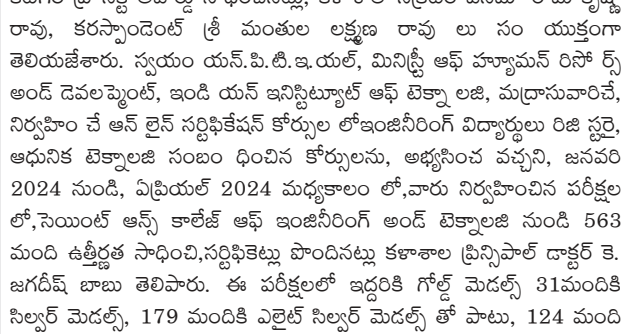 రావు, కరస్పాండెంట్ శ్రీ మంతుల లక్ష్మణ రావు లు సం యుక్తంగా
తెలియజేశారు. స్వయం యన్.పి.టి.ఇ.యల్, మినిస్ట్రీ ఆఫ్ హ్యూమన్ రిసో ర్స్
అండ్ డెవలప్మెంట్, ఇండి యన్ ఇనిస్టిట్యూట్ ఆఫ్ టెక్నా లజి, మద్రాసువారిచే,
నిర్వహిం చే ఆన్ లైన్ సర్టిఫికేషన్ కోర్సుల లోఇంజినీరింగ్ విద్యార్థులు రిజి స్టరై,
ఆధునిక టెక్నాలజి సంబం ధించిన కోర్సులను, అభ్యసించ వచ్చని, జనవరి
2024 నుండి, ఏప్రియల్ 2024 మధ్యకాలం లో,వారు నిర్వహించిన పరీక్షల
లో,సెయింట్ ఆన్స్ కాలేజ్ ఆఫ్ ఇంజినీరింగ్ అండ్ టెక్నాలజి నుండి 563
మంది ఉత్తీర్ణత సాధించి,సర్టిఫికెట్లు పొందినట్లు కళాశాల ప్రిన్సిపాల్ డాక్టర్ కె.
జగదీష్ బాబు తెలిపారు. ఈ పరీక్షలలో ఇద్దరికి గోల్డ్ మెడల్స్ 31మందికి
సిల్వర్ మెడల్స్, 179 మందికి ఎలైట్ సిల్వర్ మెడల్స్ తో పాటు, 124 మంది